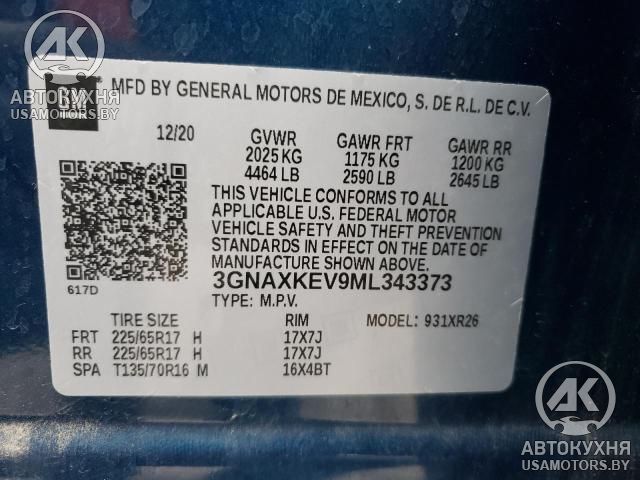 АВТОКУХНЯ
USAMOTORS.BY
GM
MFD BY GENERAL MOTORS DE MEXICO, S. DE R.L. DE C.V.
12/20 GVWR GAWR FRT GAWR RR
2025 KG 1175 KG 1200 KG
4464 LB 2590 LB 2645 LB
THIS VEHICLE CONFORMS TO ALL
APPLICABLE U.S. FEDERAL MOTOR
VEHICLE SAFETY AND THEFT PREVENTION
STANDARDS IN EFFECT ON THE DATE OF
MANUFACTURE SHOWN ABOVE.
617D
3GNAXKEV9ML343373
TYPE: M.P.V.
TIRE SIZE RIM MODEL: 931XR26
FRT 225/65R17 H 17X7J
RR 225/65R17 H 17X7J
SPA T135/70R16 M 16X4BT
АК
АВТОКУХНЯ
USAMOTORS.BY